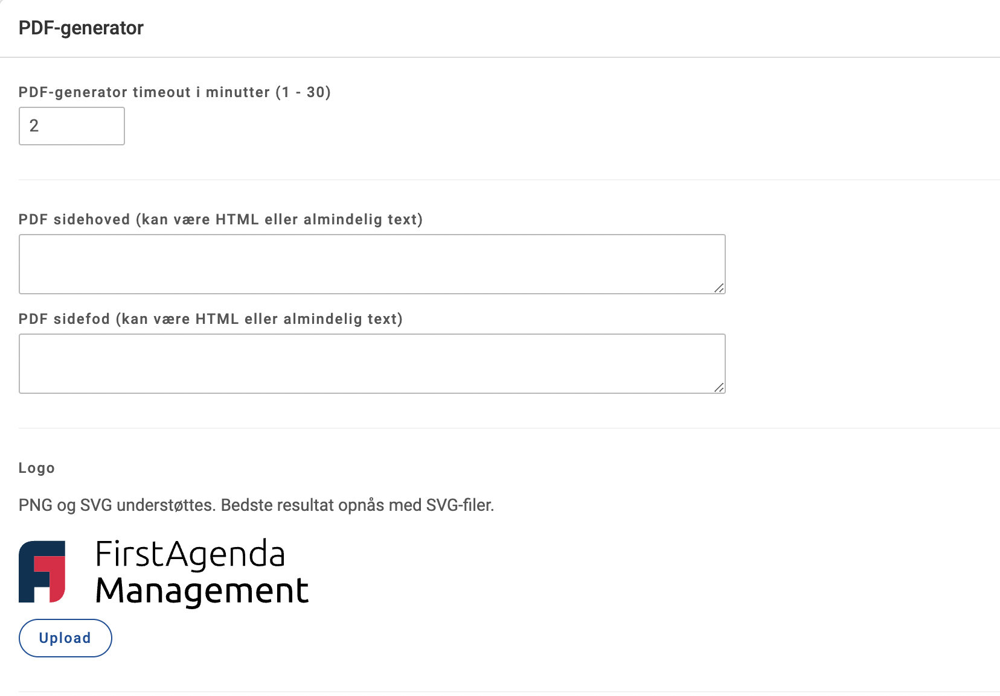 PDF-generator
PDF-generator timeout i minutter (1 - 30)
2
PDF sidehoved (kan være HTML eller almindelig text)
PDF sidefod (kan være HTML eller almindelig text)
Logo
PNG og SVG understøttes. Bedste resultat opnås med SVG-filer.
FirstAgenda
Management
Upload